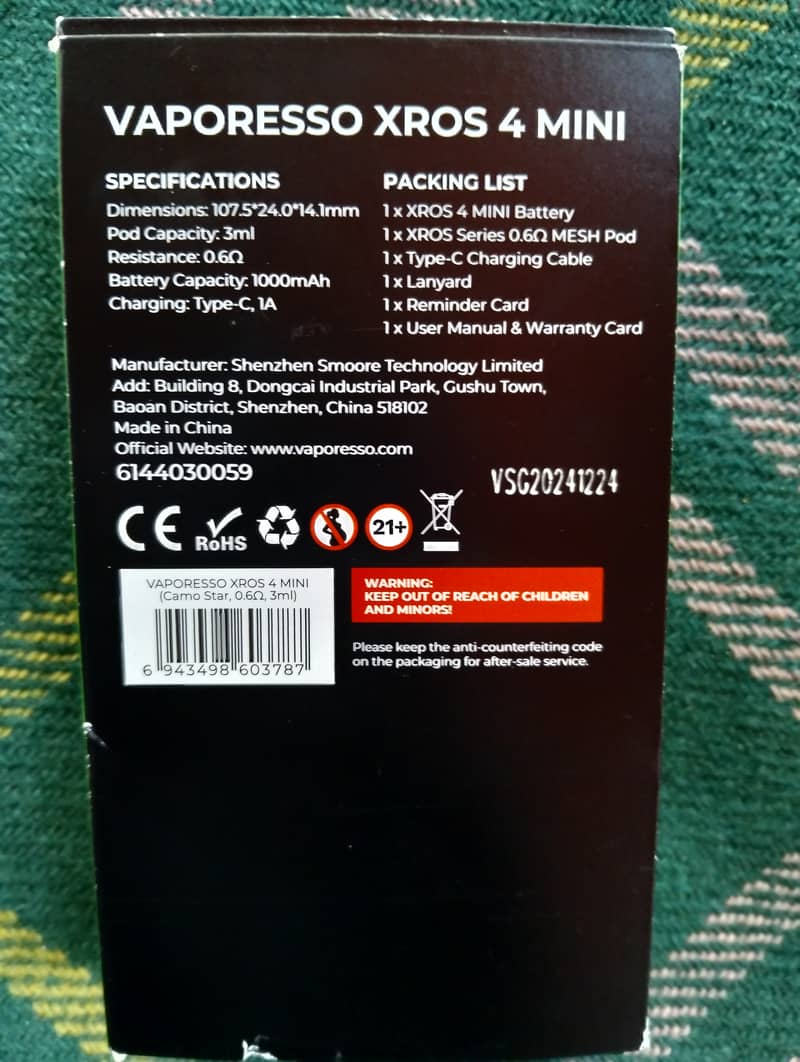 VAPORESSO XROS 4 MINI
SPECIFICATIONS
Dimensions: 107.5*24.0*14.1mm
Pod Capacity: 3ml
Resistance: 0.6Ω
Battery Capacity: 1000mAh
Charging: Type-C, 1A
PACKING LIST
1 x XROS 4 MINI Battery
1 x XROS Series 0.6Ω MESH Pod
1 x Type-C Charging Cable
1 x Lanyard
1 x Reminder Card
1 x User Manual & Warranty Card
Manufacturer: Shenzhen Smoore Technology Limited
Add: Building 8, Dongcai Industrial Park, Gushu Town,
Baoan District, Shenzhen, China 518102
Made in China
Official Website: www.vaporesso.com
6144030059
VSG20241224
CE
RoHS
21+
VAPORESSO XROS 4 MINI
(Camo Star, 0.6Ω, 3ml)
6 943498 603787
WARNING:
KEEP OUT OF REACH OF CHILDREN
AND MINORS!
Please keep the anti-counterfeiting code
on the packaging for after-sale service.